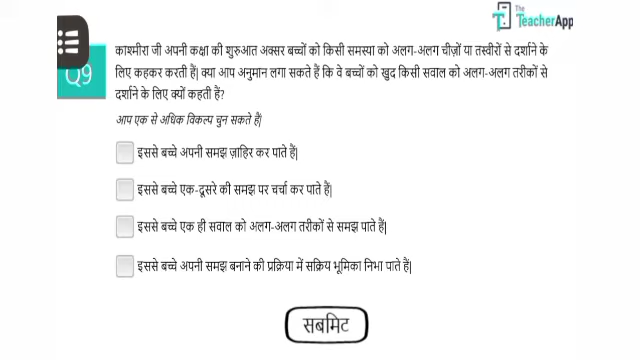 The
TeacherApp
Q9
काश्मीरा जी अपनी कक्षा की शुरुआत अक्सर बच्चों को किसी समस्या को अलग-अलग चीज़ों या तस्वीरों से दर्शाने के
लिए कहकर करती हैं| क्या आप अनुमान लगा सकते हैं कि वे बच्चों को खुद किसी सवाल को अलग-अलग तरीकों से
दर्शाने के लिए क्यों कहती हैं?
आप एक से अधिक विकल्प चुन सकते हैं|
इससे बच्चे अपनी समझ ज़ाहिर कर पाते हैं|
इससे बच्चे एक-दूसरे की समझ पर चर्चा कर पाते हैं|
इससे बच्चे एक ही सवाल को अलग-अलग तरीकों से समझ पाते हैं|
इससे बच्चे अपनी समझ बनाने की प्रक्रिया में सक्रिय भूमिका निभा पाते हैं|
सबमिट